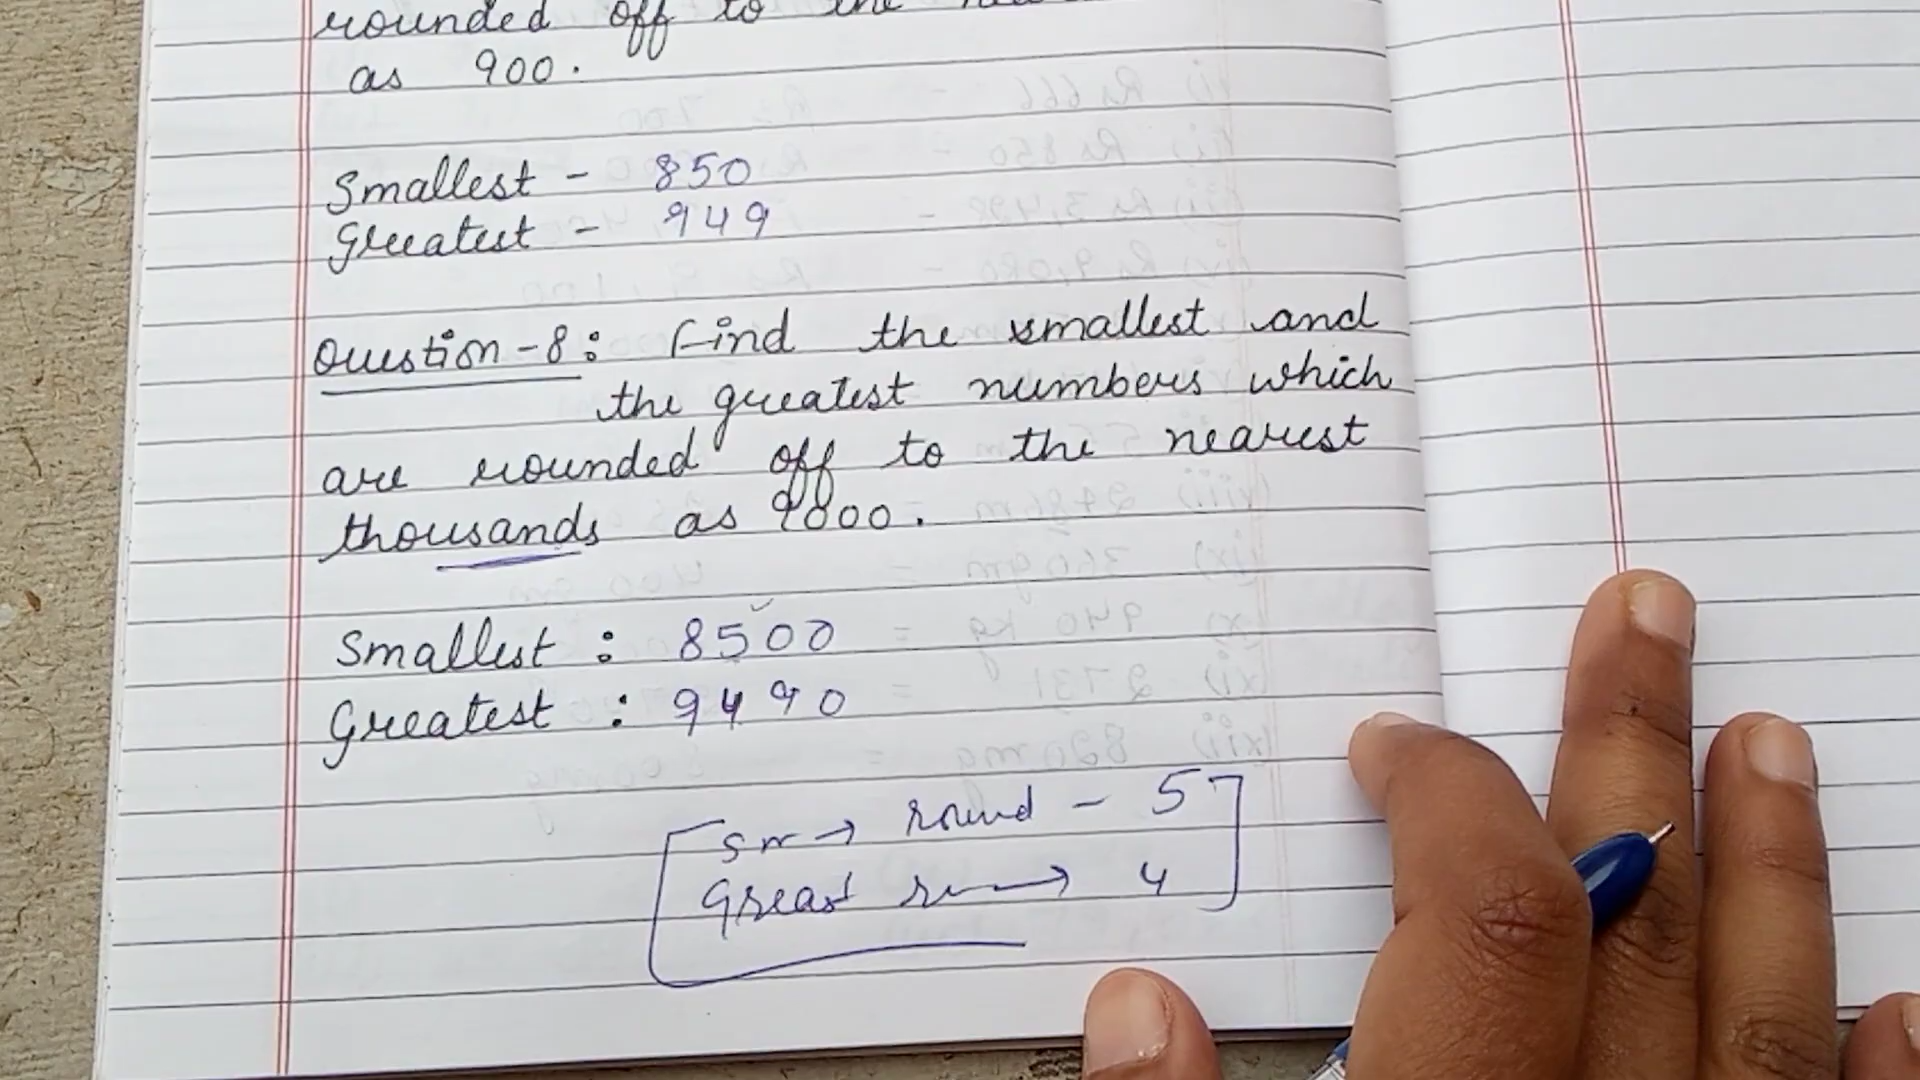 rounded off to the
as 900.
Smallest - 850
Greatest - 949
Question-8: Find the smallest and
the greatest numbers which
are rounded off to the nearest
thousands as 9000.
Smallest : 8500
Greatest : 9490
Sm → round - 5
Great → 4